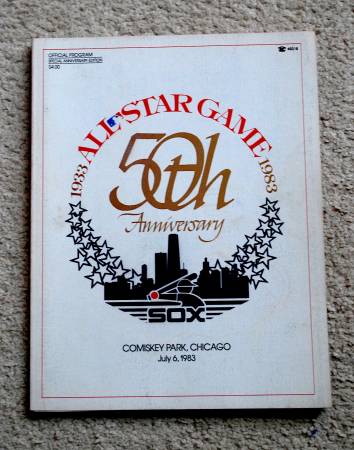 OFFICIAL PROGRAM
SPECIAL ANNIVERSARY EDITION
$4.00
1933 ALL STAR GAME 1983
50th
Anniversary
SOX
COMISKEY PARK, CHICAGO
July 6, 1983